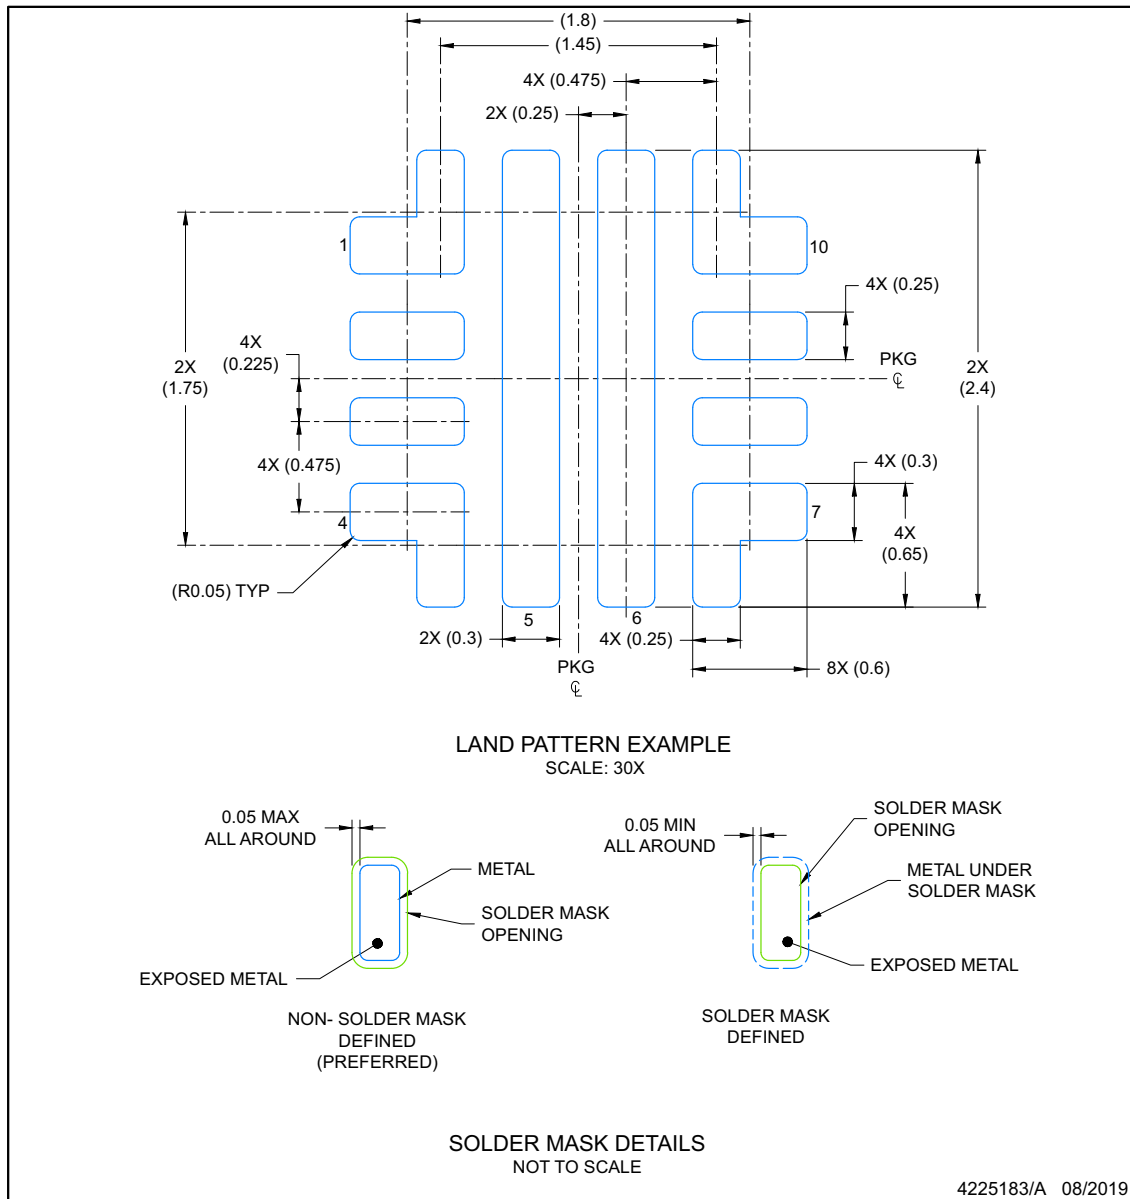 (1.8)
(1.45)
4X (0.475)
2X (0.25)
1
10
4X (0.25)
4X
(0.225)
2X
(1.75)
PKG
℄
2X
(2.4)
4X (0.475)
4X (0.3)
4
7
4X
(0.65)
(R0.05) TYP
5
6
2X (0.3)
4X (0.25)
PKG
℄
8X (0.6)
LAND PATTERN EXAMPLE
SCALE: 30X
0.05 MAX
ALL AROUND
METAL
SOLDER MASK
OPENING
EXPOSED METAL
NON- SOLDER MASK
DEFINED
(PREFERRED)
0.05 MIN
ALL AROUND
SOLDER MASK
OPENING
METAL UNDER
SOLDER MASK
EXPOSED METAL
SOLDER MASK
DEFINED
SOLDER MASK DETAILS
NOT TO SCALE
4225183/A 08/2019